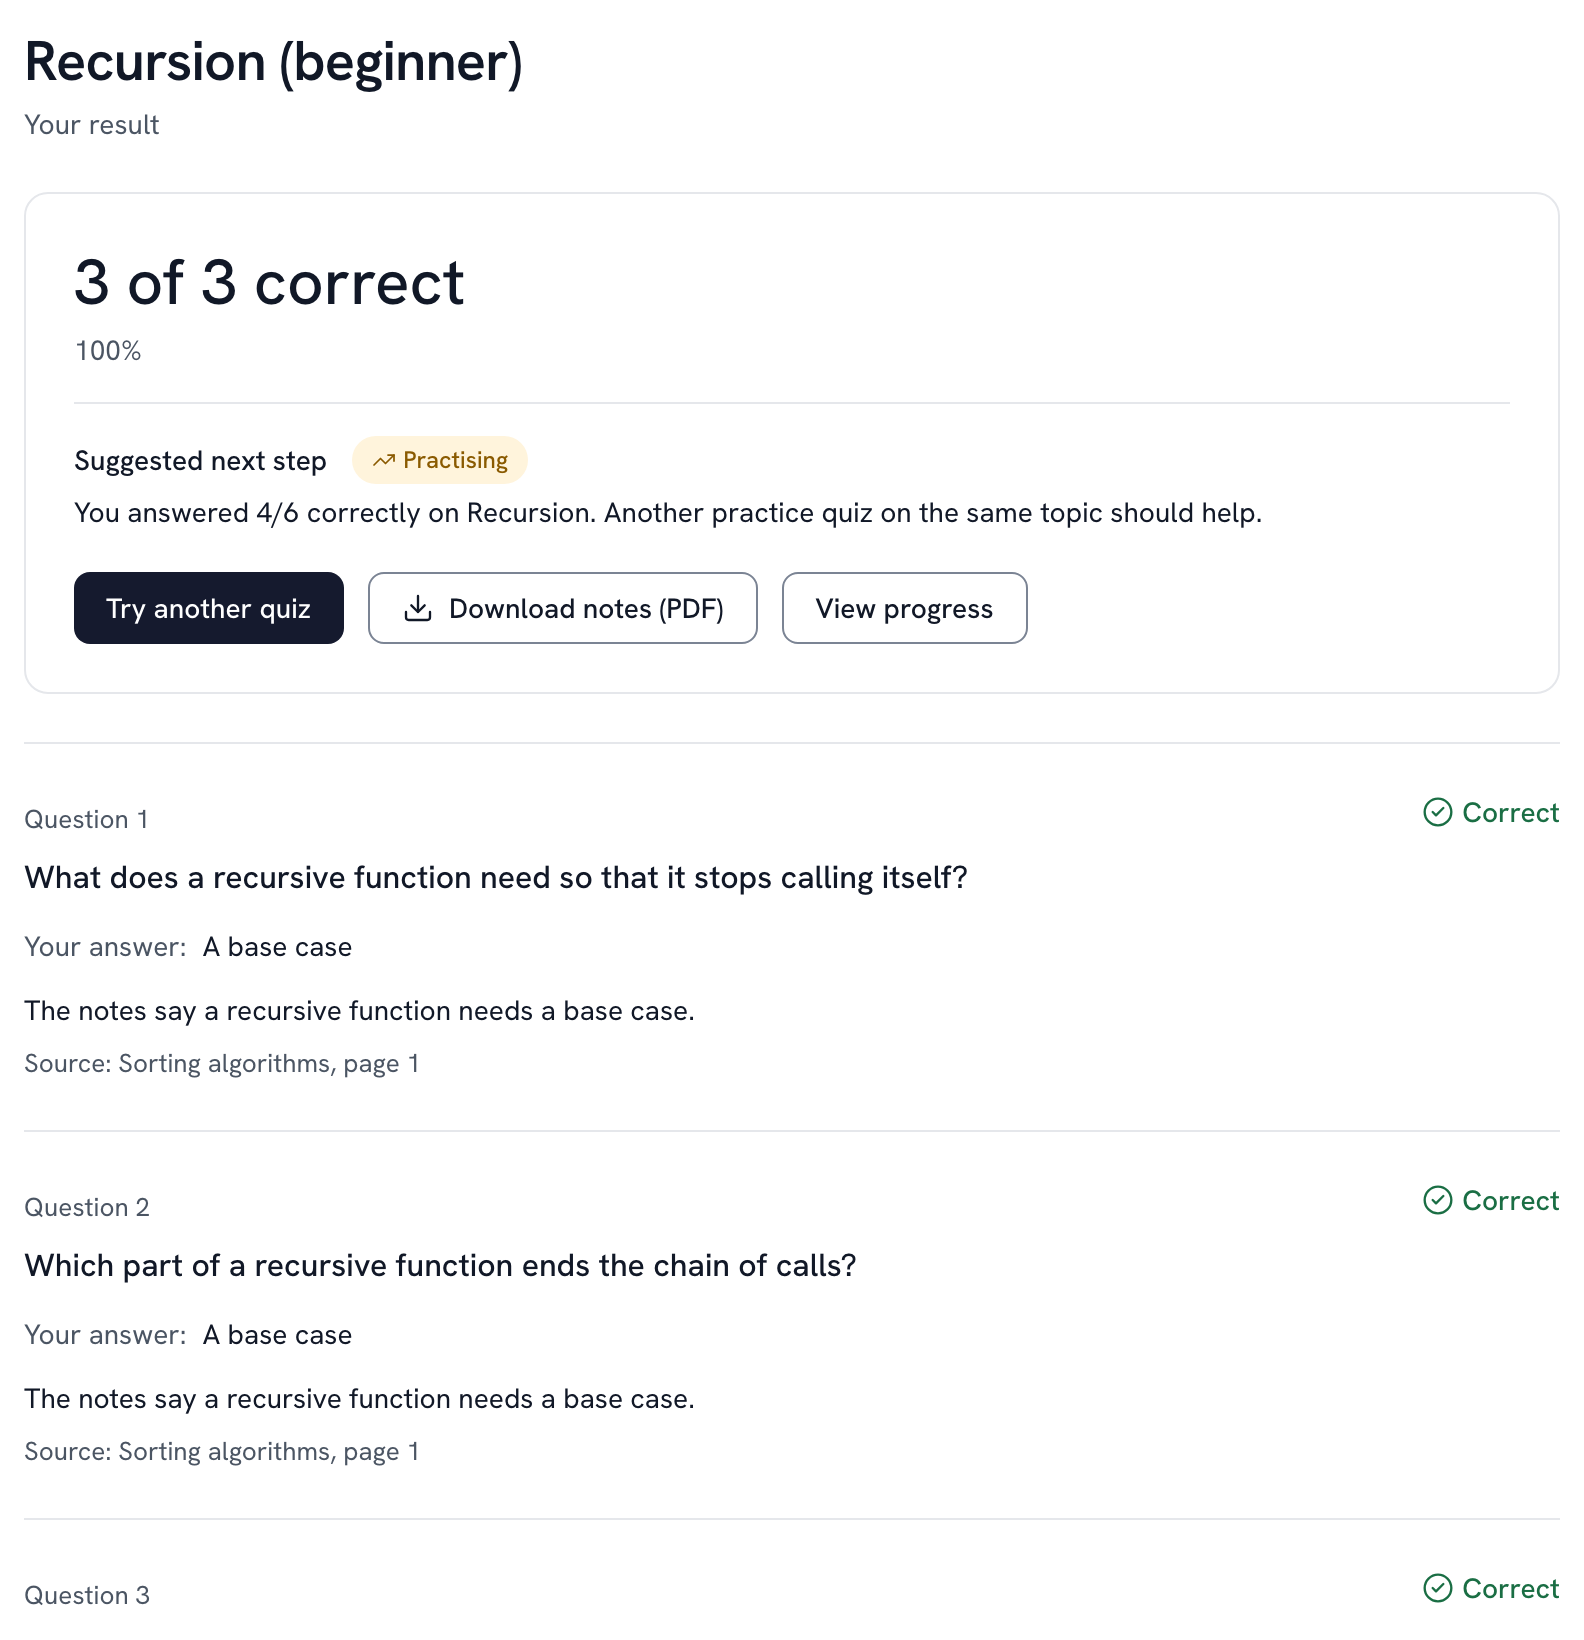 Recursion (beginner)
Your result
3 of 3 correct
100%
Suggested next step Practising
You answered 4/6 correctly on Recursion. Another practice quiz on the same topic should help.
Try another quiz Download notes (PDF) View progress
Question 1 Correct
What does a recursive function need so that it stops calling itself?
Your answer: A base case
The notes say a recursive function needs a base case.
Source: Sorting algorithms, page 1
Question 2 Correct
Which part of a recursive function ends the chain of calls?
Your answer: A base case
The notes say a recursive function needs a base case.
Source: Sorting algorithms, page 1
Question 3 Correct